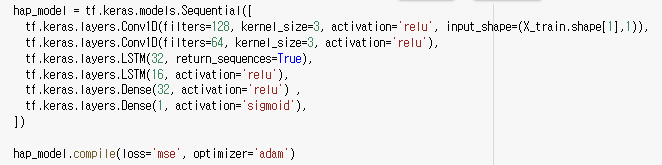 hap_model = tf.keras.models.Sequential([
  tf.keras.layers.Conv1D(filters=128, kernel_size=3, activation='relu', input_shape=(X_train.shape[1],1)),
  tf.keras.layers.Conv1D(filters=64, kernel_size=3, activation='relu'),
  tf.keras.layers.LSTM(32, return_sequences=True),
  tf.keras.layers.LSTM(16, activation='relu'),
  tf.keras.layers.Dense(32, activation='relu') ,
  tf.keras.layers.Dense(1, activation='sigmoid'),
])
hap_model.compile(loss='mse', optimizer='adam')